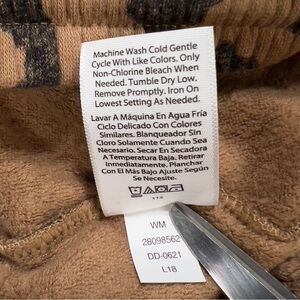 Machine Wash Cold Gentle
Cycle With Like Colors. Only
Non-Chlorine Bleach When
Needed. Tumble Dry Low.
Remove Promptly. Iron On
Lowest Setting As Needed.
Lavar A Máquina En Agua Fría
Ciclo Delicado Con Colores
Similares. Blanqueador Sin
Cloro Solamente Cuando Sea
Necesario. Secar En Secadora
A Temperatura Baja. Retirar
Inmediatamente. Planchar
Con El Más Bajo Ajuste Según
Sea Necesario.
WM
28098562
DD-0621
L18